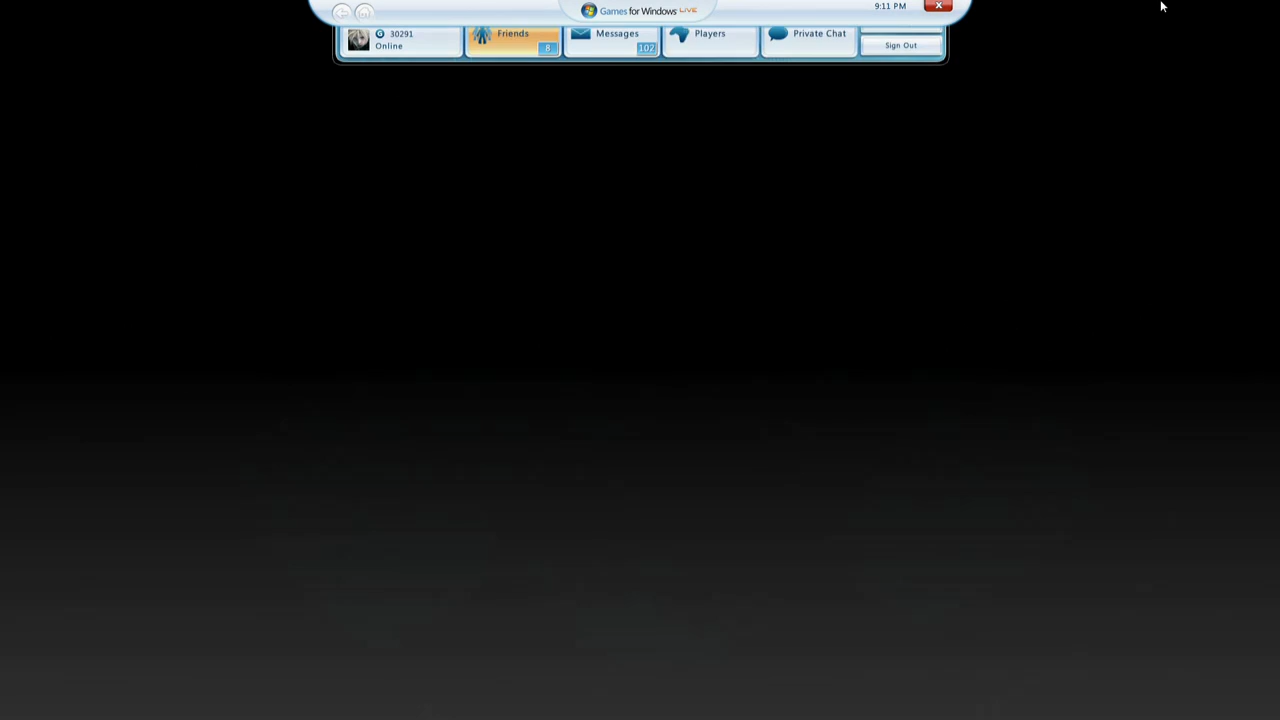 Games for Windows LIVE
9:11 PM
G 30291
Online
Friends
8
Messages
102
Players
Private Chat
Sign Out